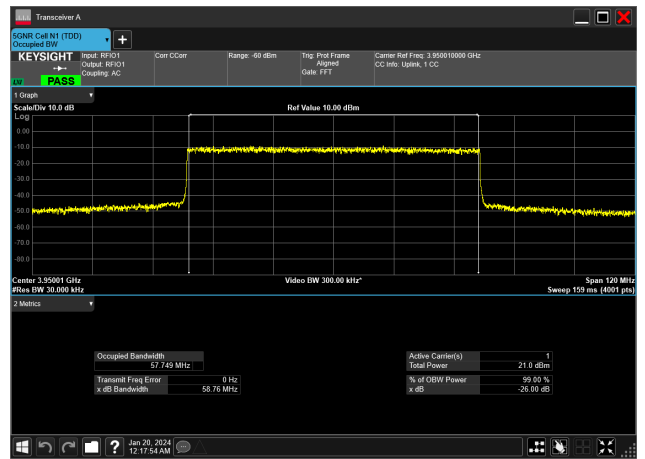 Transceiver A
5GNR Cell N1 (TDD)
Occupied BW
KEYSIGHT
PASS
Input: RFIO1
Output: RFIO1
Coupling: AC
Corr CCorr
Range: -60 dBm
Trig: Prot Frame
Aligned
Gate: FFT
Carrier Ref Freq: 3.950010000 GHz
CC Info: Uplink, 1 CC
1 Graph
Scale/Div 10.0 dB
Ref Value 10.00 dBm
Log
0.00
-10.0
-20.0
-30.0
-40.0
-50.0
-60.0
-70.0
-80.0
Center 3.95001 GHz
Video BW 300.00 kHz*
Span 120 MHz
#Res BW 30.000 kHz
Sweep 159 ms (4001 pts)
2 Metrics
Occupied Bandwidth
57.749 MHz
Transmit Freq Error 0 Hz
x dB Bandwidth 58.76 MHz
Active Carrier(s) 1
Total Power 21.0 dBm
% of OBW Power 99.00 %
x dB -26.00 dB
Jan 20, 2024
12:17:54 AM